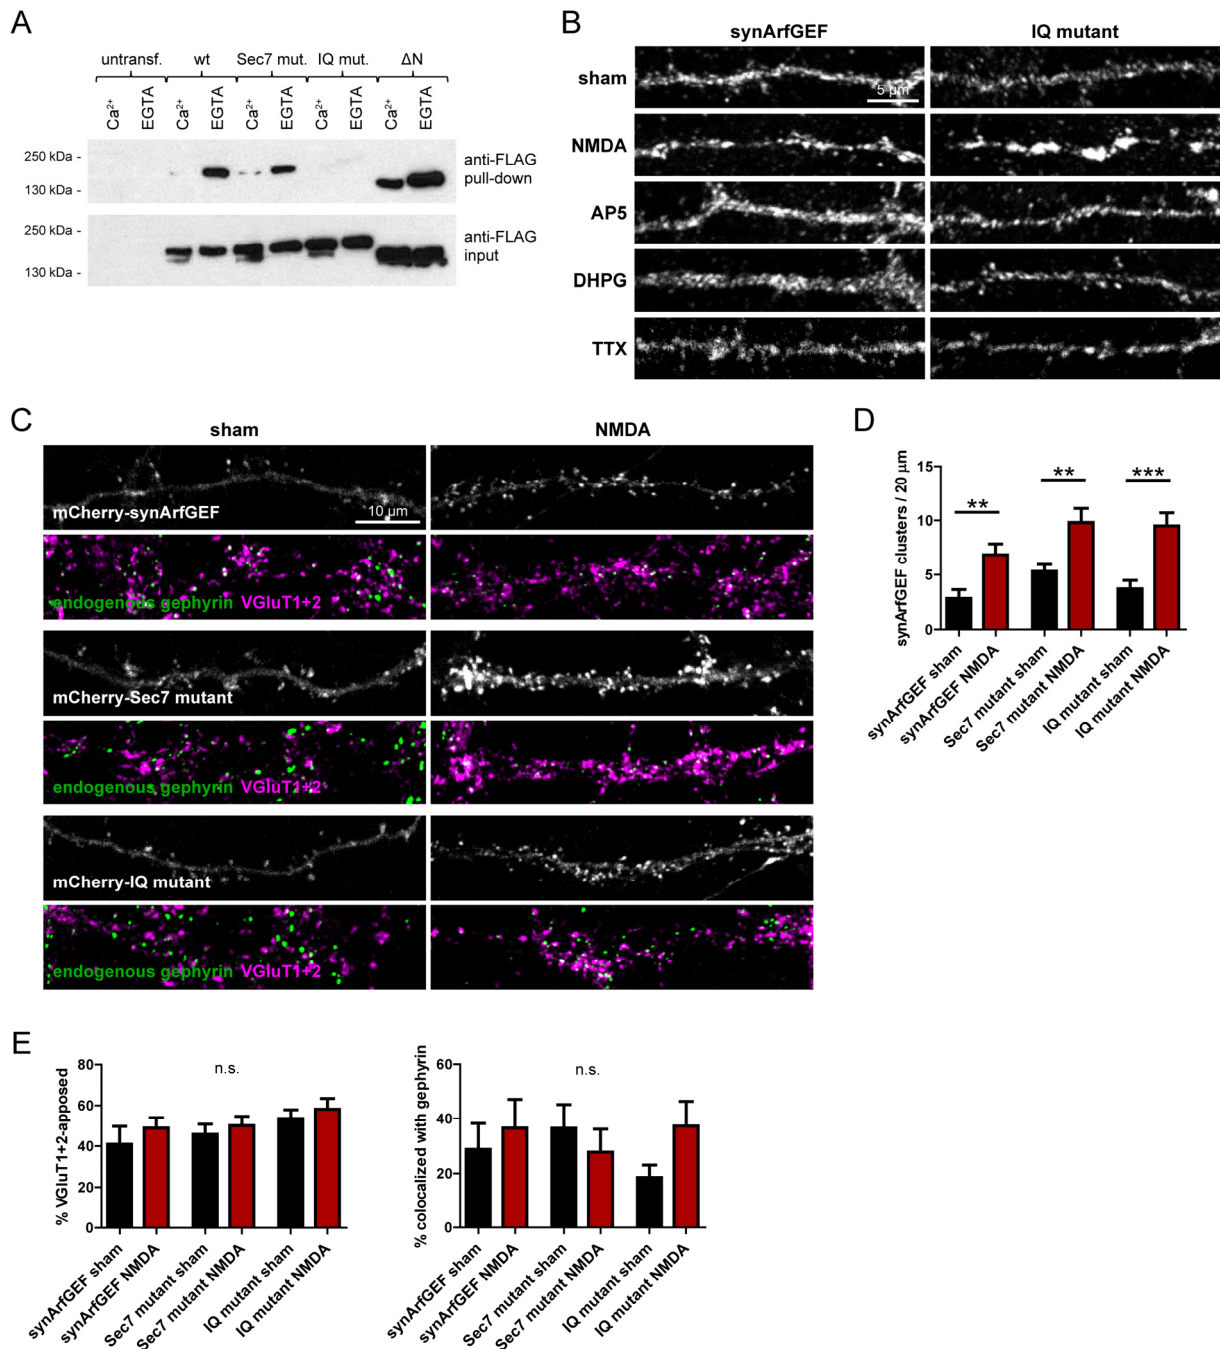 A
untransf. wt Sec7 mut. IQ mut. ΔN
Ca²⁺ EGTA Ca²⁺ EGTA Ca²⁺ EGTA Ca²⁺ EGTA Ca²⁺ EGTA
250 kDa -
130 kDa -
anti-FLAG
pull-down
250 kDa -
130 kDa -
anti-FLAG
input
B
synArfGEF IQ mutant
sham
5 µm
NMDA
AP5
DHPG
TTX
C
sham NMDA
mCherry-synArfGEF
10 µm
endogenous gephyrin VGluT1+2
mCherry-Sec7 mutant
endogenous gephyrin VGluT1+2
mCherry-IQ mutant
endogenous gephyrin VGluT1+2
D
synArfGEF clusters / 20 µm
15
10
5
0
** ** ***
synArfGEF sham
synArfGEF NMDA
Sec7 mutant sham
Sec7 mutant NMDA
IQ mutant sham
IQ mutant NMDA
E
% VGluT1+2-apposed
80
60
40
20
0
n.s.
synArfGEF sham
synArfGEF NMDA
Sec7 mutant sham
Sec7 mutant NMDA
IQ mutant sham
IQ mutant NMDA
% colocalized with gephyrin
60
40
20
0
n.s.
synArfGEF sham
synArfGEF NMDA
Sec7 mutant sham
Sec7 mutant NMDA
IQ mutant sham
IQ mutant NMDA